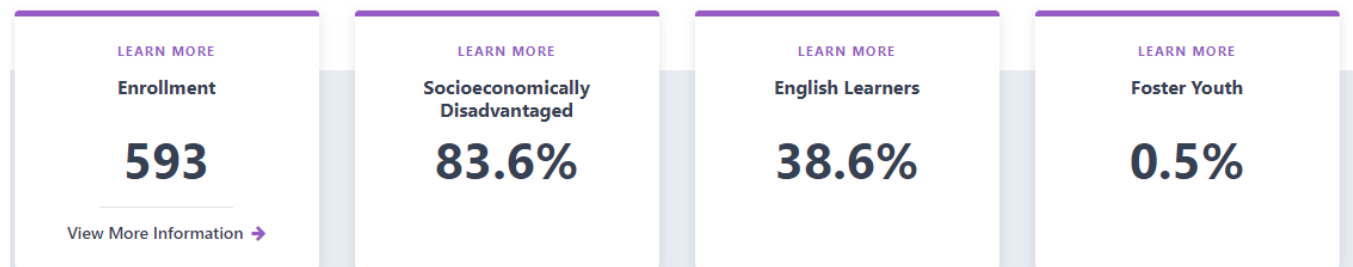 LEARN MORE
Enrollment
593
View More Information
LEARN MORE
Socioeconomically
Disadvantaged
83.6%
LEARN MORE
English Learners
38.6%
LEARN MORE
Foster Youth
0.5%